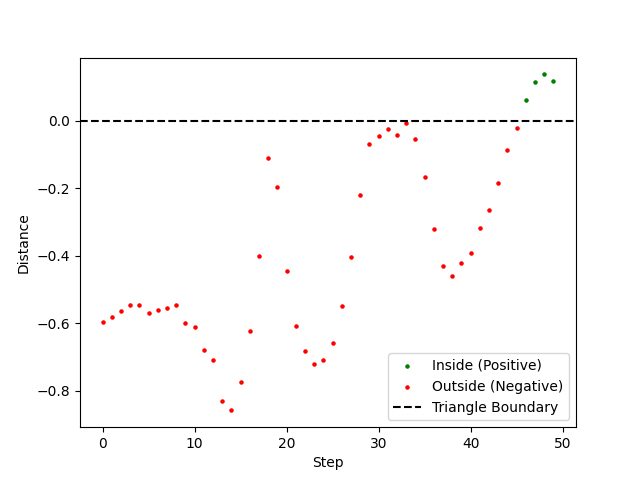 0.0
−0.2
−0.4
−0.6
−0.8
Distance
0 10 20 30 40 50
Step
Inside (Positive)
Outside (Negative)
Triangle Boundary